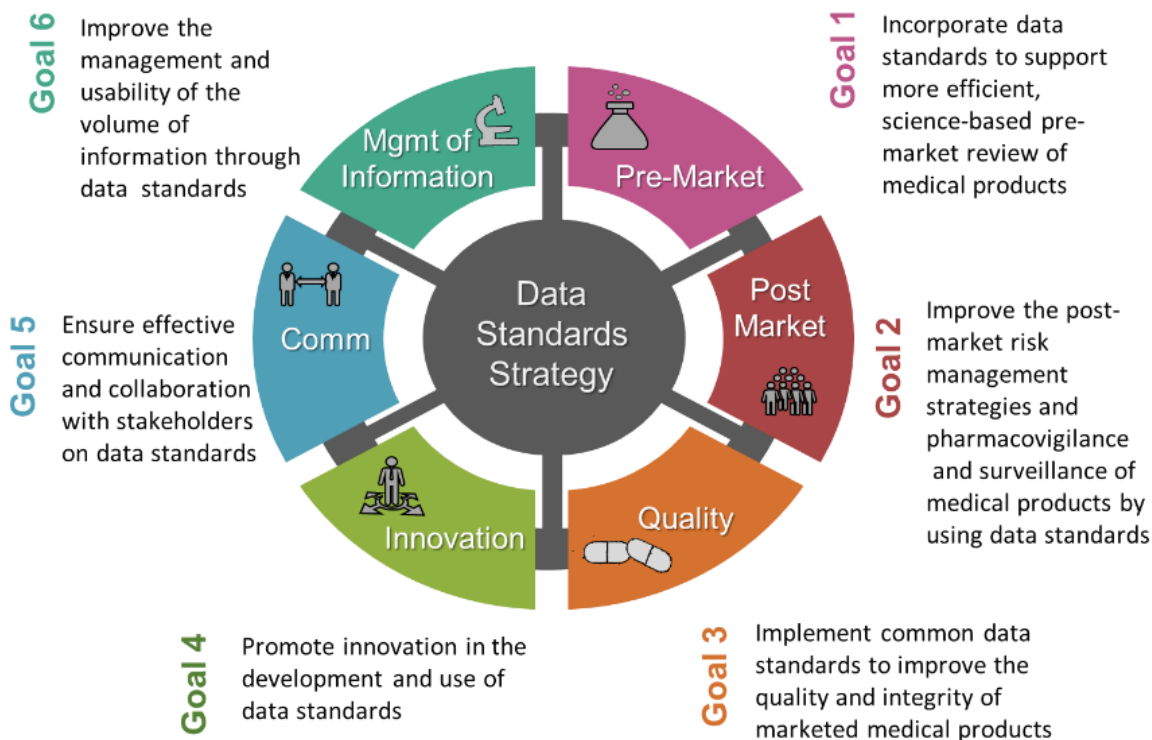 Goal 6
Improve the
management and
usability of the
volume of
information through
data standards
Mgmt of
Information
Pre-Market
Goal 1
Incorporate data
standards to support
more efficient,
science-based pre-
market review of
medical products
Goal 5
Ensure effective
communication
and collaboration
with stakeholders
on data standards
Comm
Data
Standards
Strategy
Post
Market
Goal 2
Improve the post-
market risk
management
strategies and
pharmacovigilance
and surveillance of
medical products by
using data standards
Innovation
Quality
Goal 4
Promote innovation in the
development and use of
data standards
Goal 3
Implement common data
standards to improve the
quality and integrity of
marketed medical products